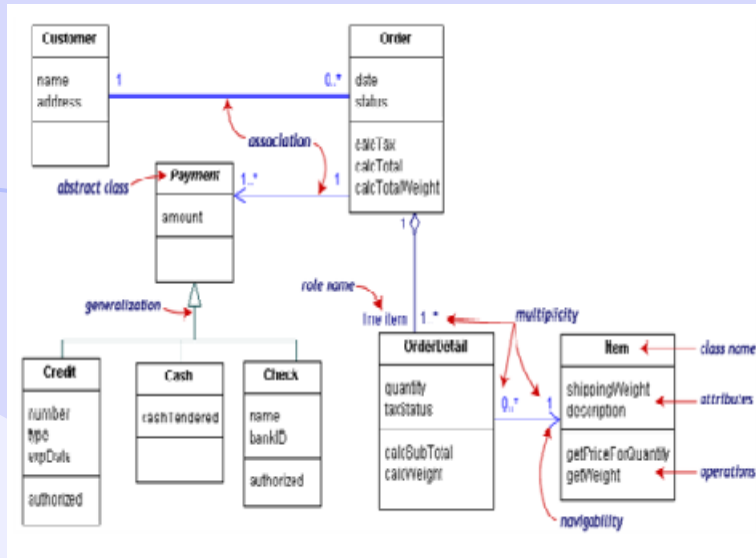 Customer
name
address
1
0..*
Order
date
status
calcTax
calcTotal
calcTotalWeight
association
abstract class
Payment
amount
1..*
1
generalization
1
role name
line item
1..*
multiplicity
Credit
number
type
expDate
authorized
Cash
cashTendered
Check
name
bankID
authorized
OrderDetail
quantity
taxStatus
calcSubTotal
calcWeight
0..*
1
Item
shippingWeight
description
getPriceForQuantity
getWeight
class name
attributes
operations
navigability